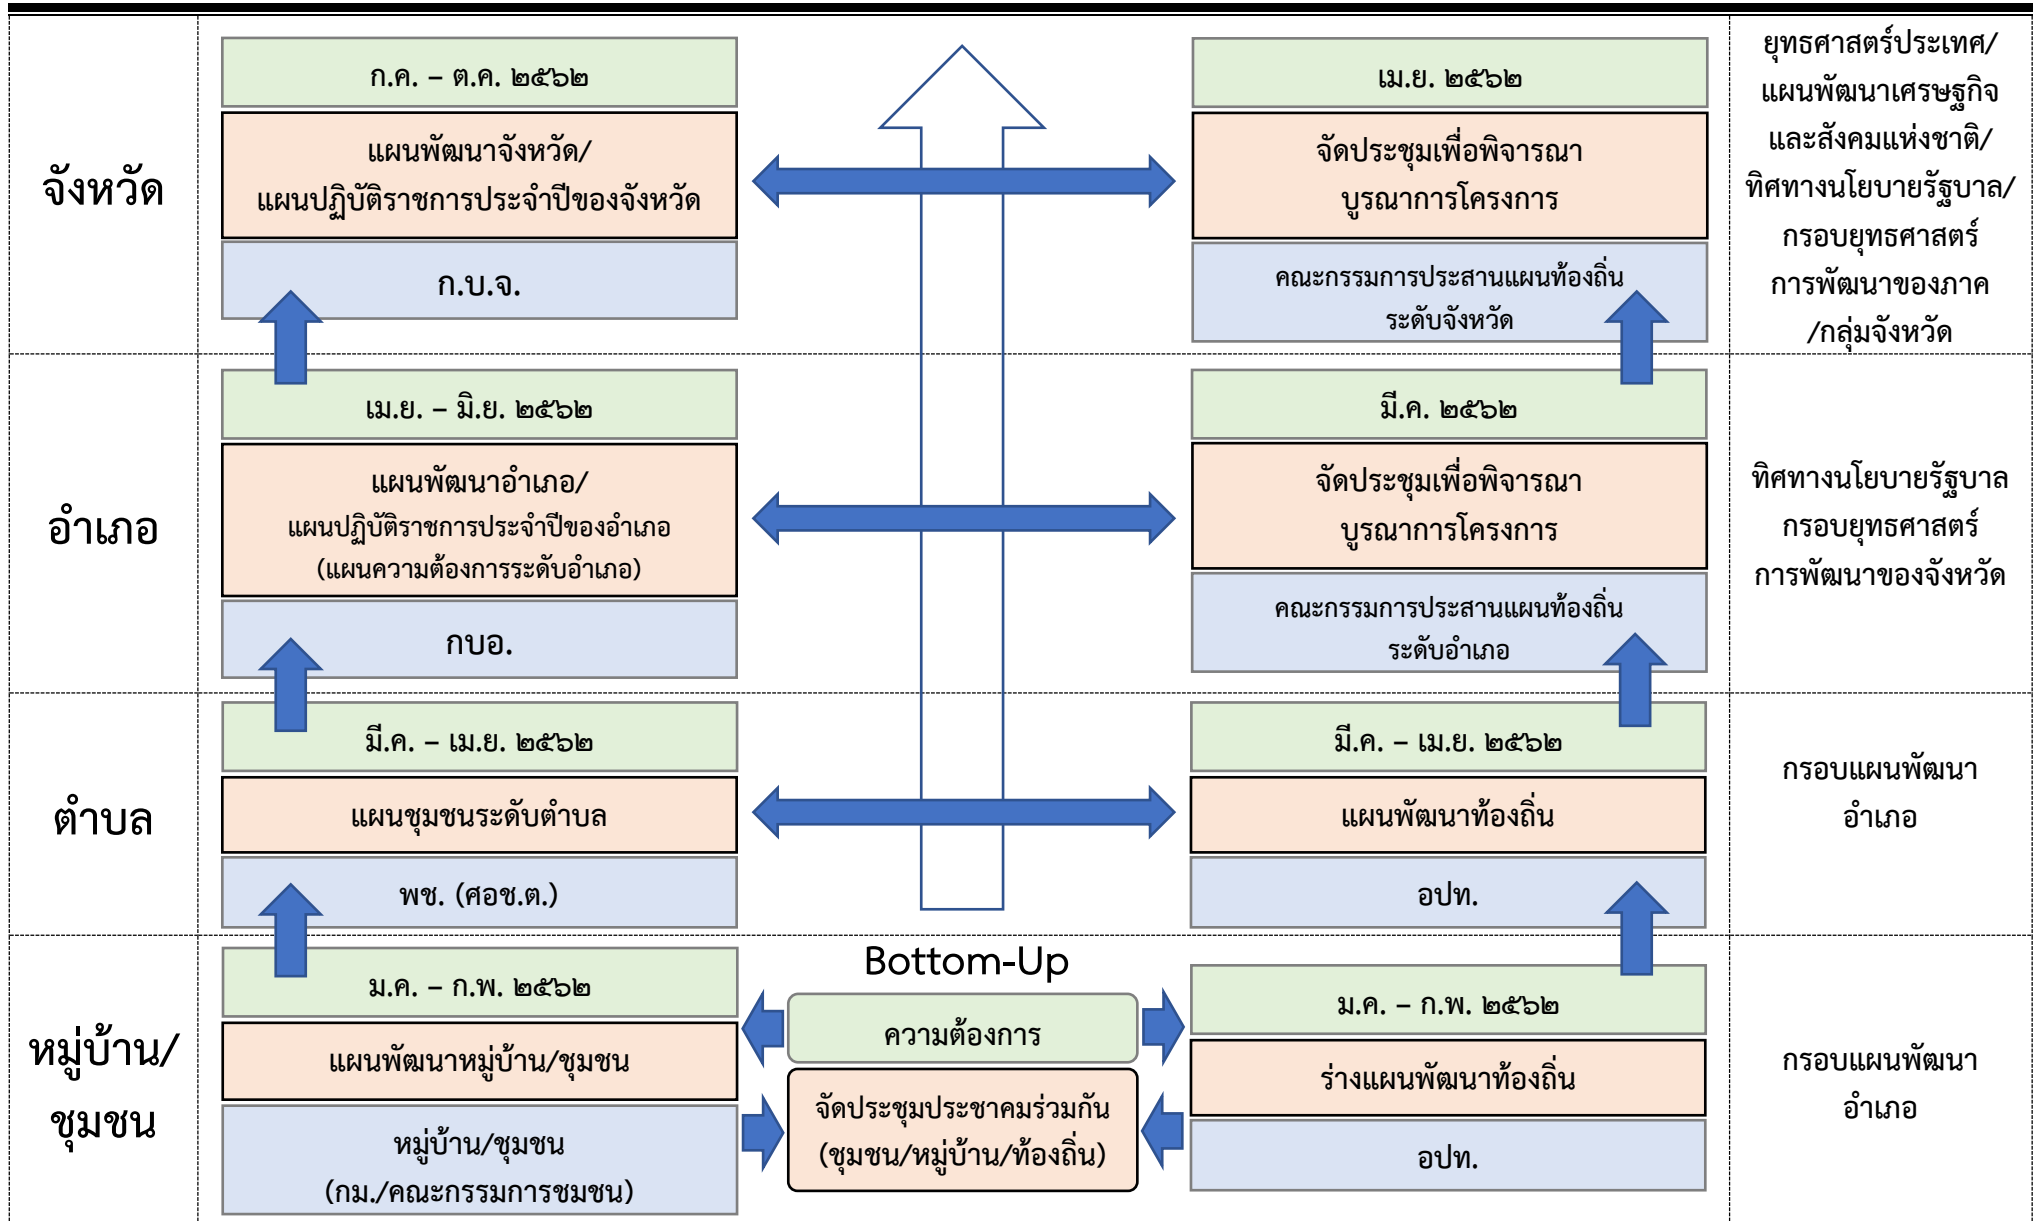 จังหวัด
ก.ค. – ต.ค. ๒๕๖๒
แผนพัฒนาจังหวัด/
แผนปฏิบัติราชการประจำปีของจังหวัด
ก.บ.จ.
เม.ย. ๒๕๖๒
จัดประชุมเพื่อพิจารณา
บูรณาการโครงการ
คณะกรรมการประสานแผนท้องถิ่น
ระดับจังหวัด
ยุทธศาสตร์ประเทศ/
แผนพัฒนาเศรษฐกิจ
และสังคมแห่งชาติ/
ทิศทางนโยบายรัฐบาล/
กรอบยุทธศาสตร์
การพัฒนาของภาค
/กลุ่มจังหวัด
อำเภอ
เม.ย. – มิ.ย. ๒๕๖๒
แผนพัฒนาอำเภอ/
แผนปฏิบัติราชการประจำปีของอำเภอ
(แผนความต้องการระดับอำเภอ)
กบอ.
มี.ค. ๒๕๖๒
จัดประชุมเพื่อพิจารณา
บูรณาการโครงการ
คณะกรรมการประสานแผนท้องถิ่น
ระดับอำเภอ
ทิศทางนโยบายรัฐบาล
กรอบยุทธศาสตร์
การพัฒนาของจังหวัด
ตำบล
มี.ค. – เม.ย. ๒๕๖๒
แผนชุมชนระดับตำบล
พช. (ศอช.ต.)
มี.ค. – เม.ย. ๒๕๖๒
แผนพัฒนาท้องถิ่น
อปท.
กรอบแผนพัฒนา
อำเภอ
หมู่บ้าน/
ชุมชน
ม.ค. – ก.พ. ๒๕๖๒
แผนพัฒนาหมู่บ้าน/ชุมชน
หมู่บ้าน/ชุมชน
(กม./คณะกรรมการชมชน)
Bottom-Up
ความต้องการ
จัดประชุมประชาคมร่วมกัน
(ชุมชน/หมู่บ้าน/ท้องถิ่น)
ม.ค. – ก.พ. ๒๕๖๒
ร่างแผนพัฒนาท้องถิ่น
อปท.
กรอบแผนพัฒนา
อำเภอ